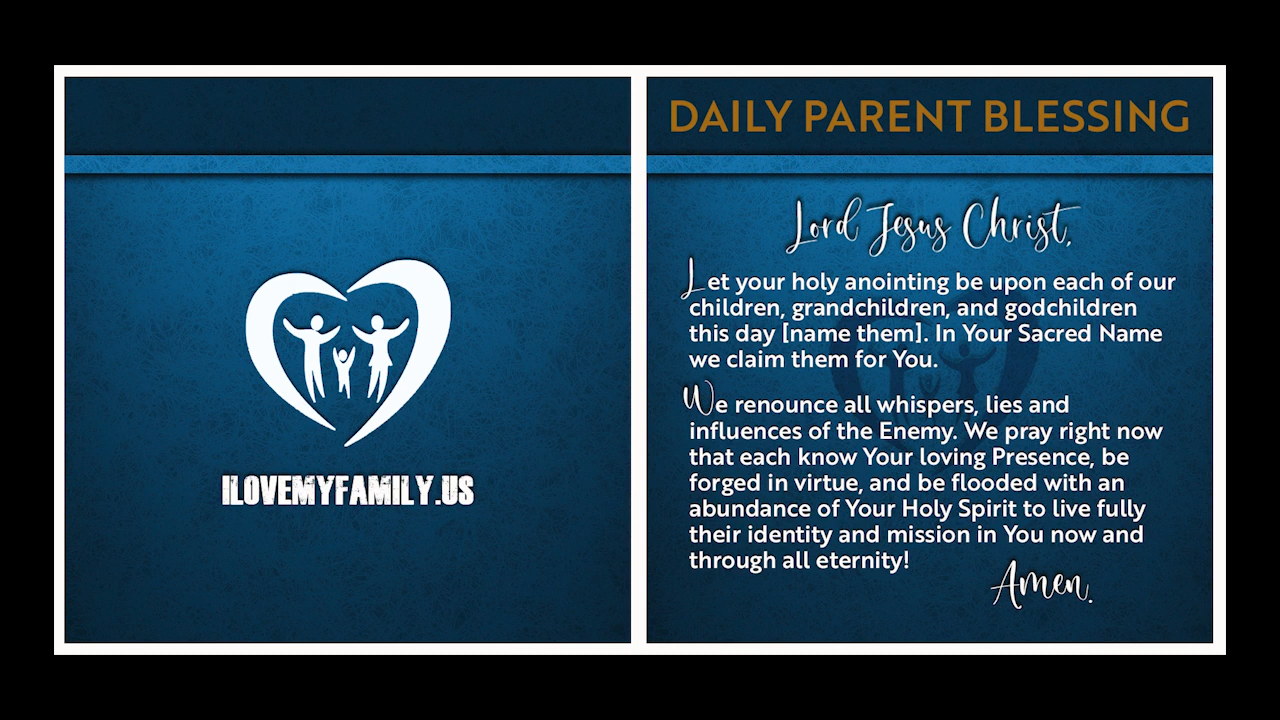 ILOVEMYFAMILY.US
DAILY PARENT BLESSING
Lord Jesus Christ,
Let your holy anointing be upon each of our
children, grandchildren, and godchildren
this day [name them]. In Your Sacred Name
we claim them for You.
We renounce all whispers, lies and
influences of the Enemy. We pray right now
that each know Your loving Presence, be
forged in virtue, and be flooded with an
abundance of Your Holy Spirit to live fully
their identity and mission in You now and
through all eternity!
Amen.